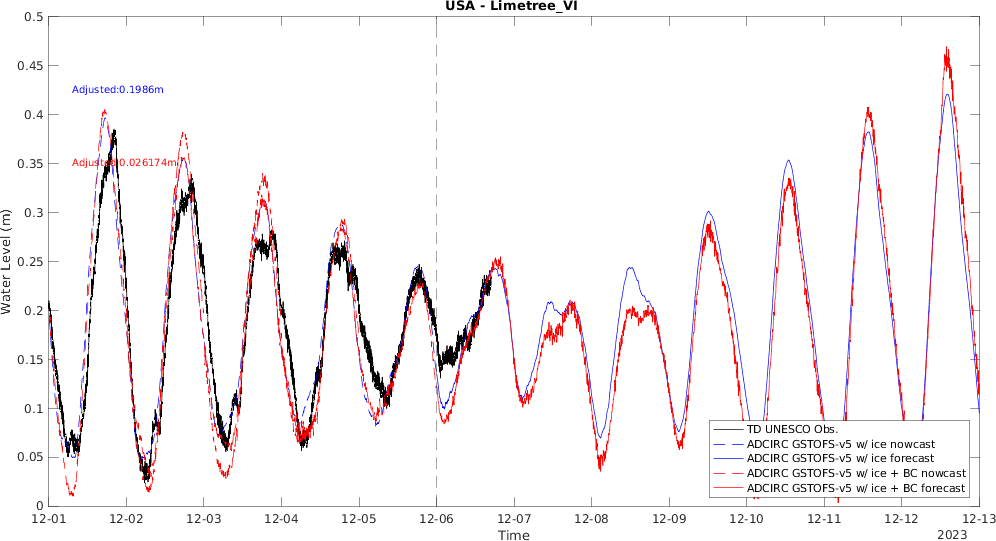 USA - Limetree_VI
0.5
0.45
0.4
0.35
0.3
0.25
0.2
0.15
0.1
0.05
0
Water Level (m)
Adjusted:0.1986m
Adjusted:0.026174m
TD UNESCO Obs.
ADCIRC GSTOFS-v5 w/ ice nowcast
ADCIRC GSTOFS-v5 w/ ice forecast
ADCIRC GSTOFS-v5 w/ ice + BC nowcast
ADCIRC GSTOFS-v5 w/ ice + BC forecast
12-01 12-02 12-03 12-04 12-05 12-06 12-07 12-08 12-09 12-10 12-11 12-12 12-13
Time
2023